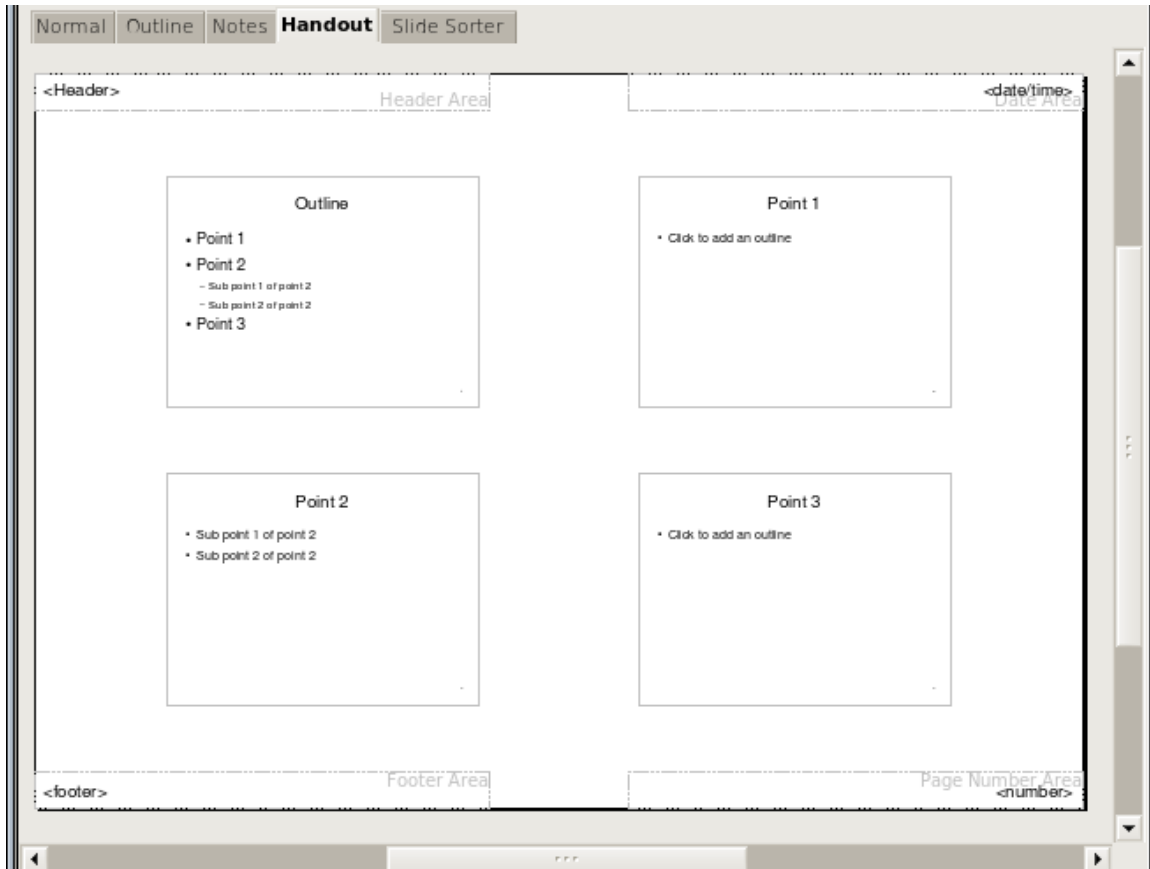 Normal Outline Notes Handout Slide Sorter
<Header> Header Area
<date/time> Date Area
Outline
• Point 1
• Point 2
– Sub point 1 of point 2
– Sub point 2 of point 2
• Point 3
Point 1
• Click to add an outline
Point 2
• Sub point 1 of point 2
• Sub point 2 of point 2
Point 3
• Click to add an outline
Footer Area
<footer>
Page Number Area
<number>